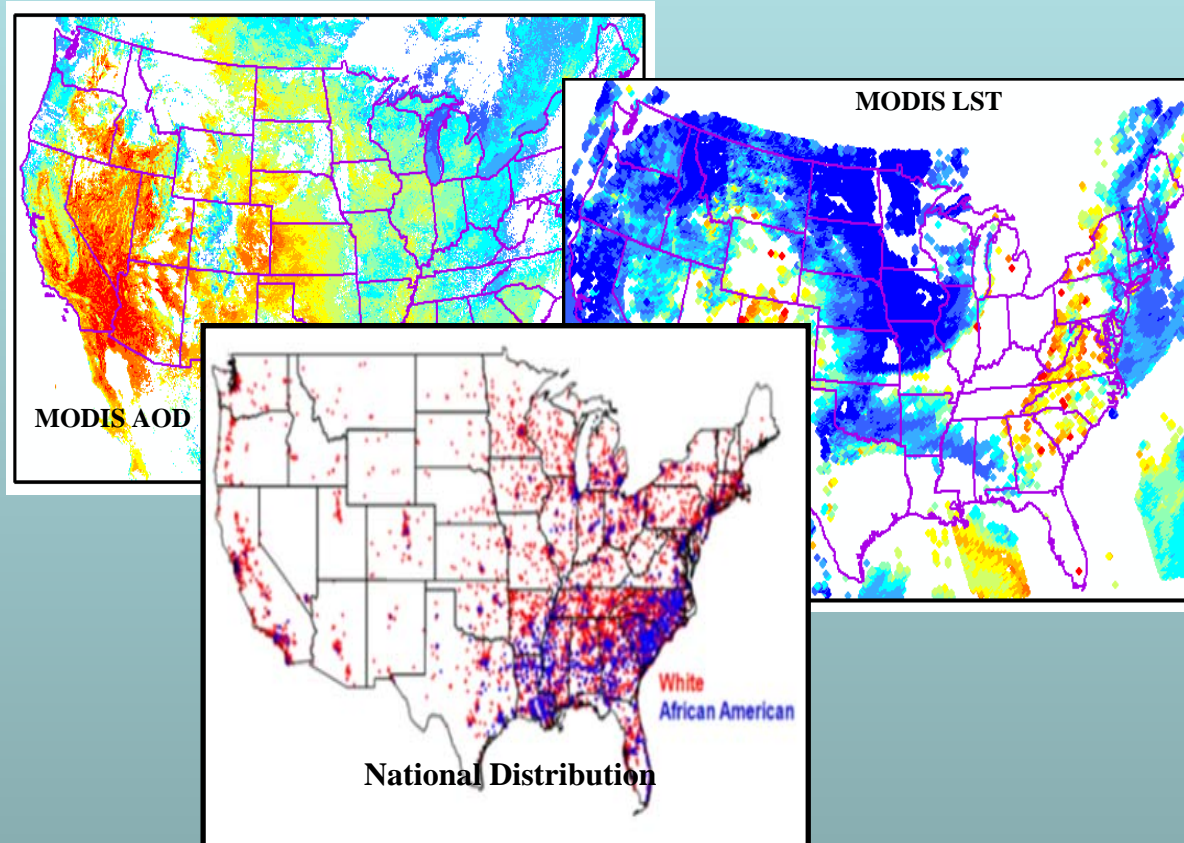 MODIS LST
MODIS AOD
White
African American
National Distribution